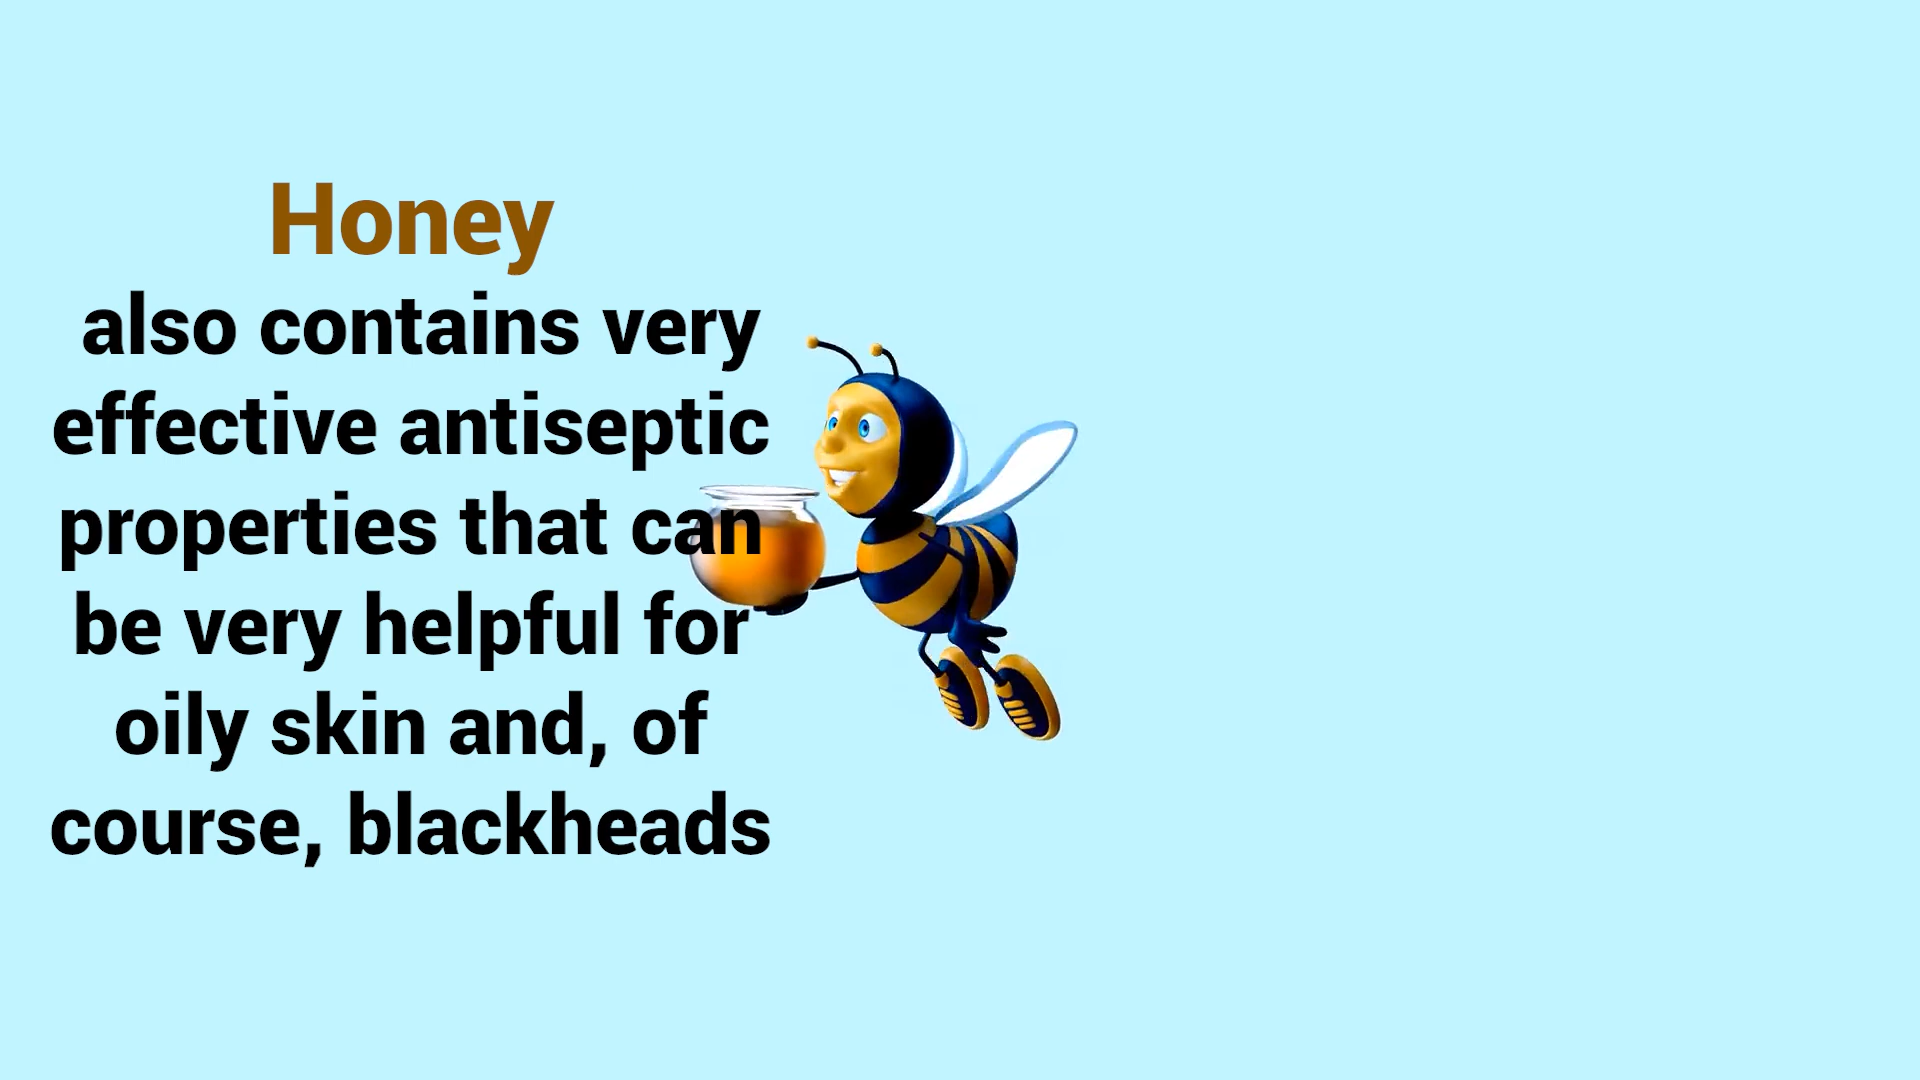 Honey
also contains very
effective antiseptic
properties that can
be very helpful for
oily skin and, of
course, blackheads